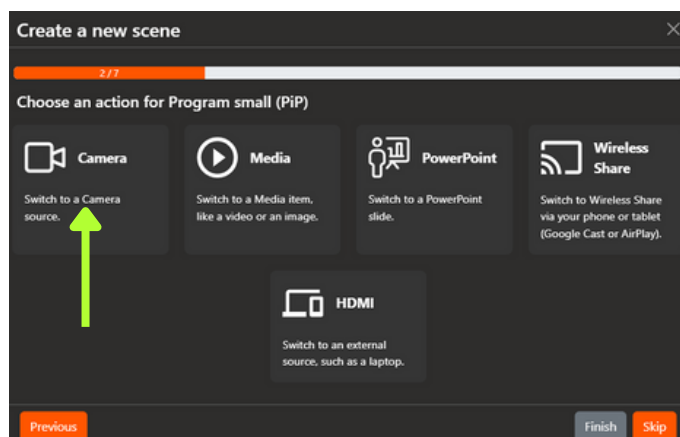 Create a new scene
2/7
Choose an action for Program small (PiP)
Camera
Switch to a Camera
source.
Media
Switch to a Media item,
like a video or an image.
PowerPoint
Switch to a PowerPoint
slide.
Wireless
Share
Switch to Wireless Share
via your phone or tablet
(Google Cast or AirPlay).
HDMI
Switch to an external
source, such as a laptop.
Previous
Finish
Skip